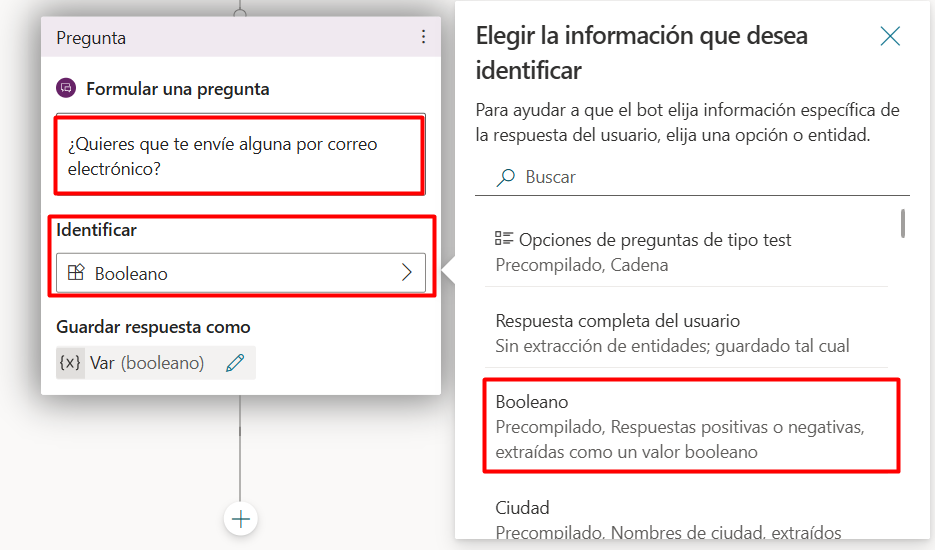 Pregunta
Formular una pregunta
¿Quieres que te envíe alguna por correo
electrónico?
Identificar
Booleano
Guardar respuesta como
{x} Var (booleano)
Elegir la información que desea
identificar
Para ayudar a que el bot elija información específica de
la respuesta del usuario, elija una opción o entidad.
Buscar
Opciones de preguntas de tipo test
Precompilado, Cadena
Respuesta completa del usuario
Sin extracción de entidades; guardado tal cual
Booleano
Precompilado, Respuestas positivas o negativas,
extraídas como un valor booleano
Ciudad
Precompilado, Nombres de ciudad, extraídos